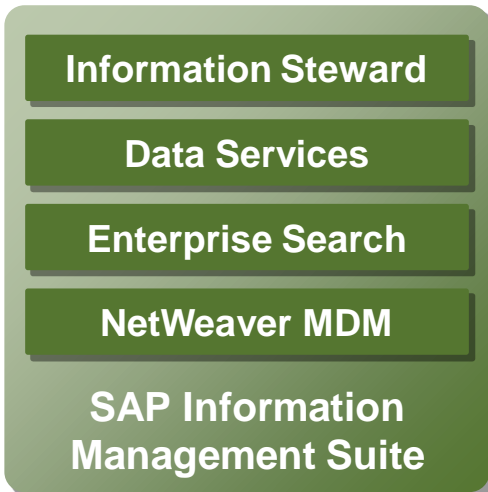 Information Steward
Data Services
Enterprise Search
NetWeaver MDM
SAP Information
Management Suite